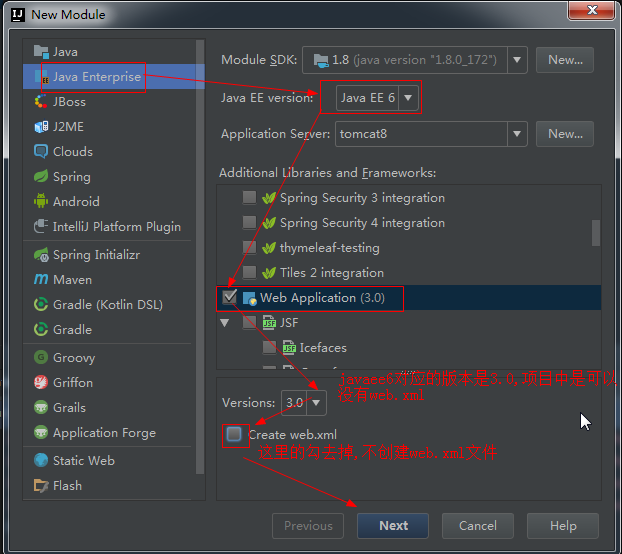 New Module
Java
Java Enterprise
JBoss
J2ME
Clouds
Spring
Android
IntelliJ Platform Plugin
Spring Initializr
Maven
Gradle (Kotlin DSL)
Gradle
Groovy
Griffon
Grails
Application Forge
Static Web
Flash
Module SDK: 1.8 (java version "1.8.0_172") New...
Java EE version: Java EE 6
Application Server: tomcat8 New...
Additional Libraries and Frameworks:
Spring Security 3 integration
Spring Security 4 integration
thymeleaf-testing
Tiles 2 integration
Web Application (3.0)
JSF
Icefaces
javaee6对应的版本是3.0,项目中是可以
没有web.xml
Versions: 3.0
Create web.xml
这里的勾去掉,不创建web.xml文件
Previous Next Cancel Help